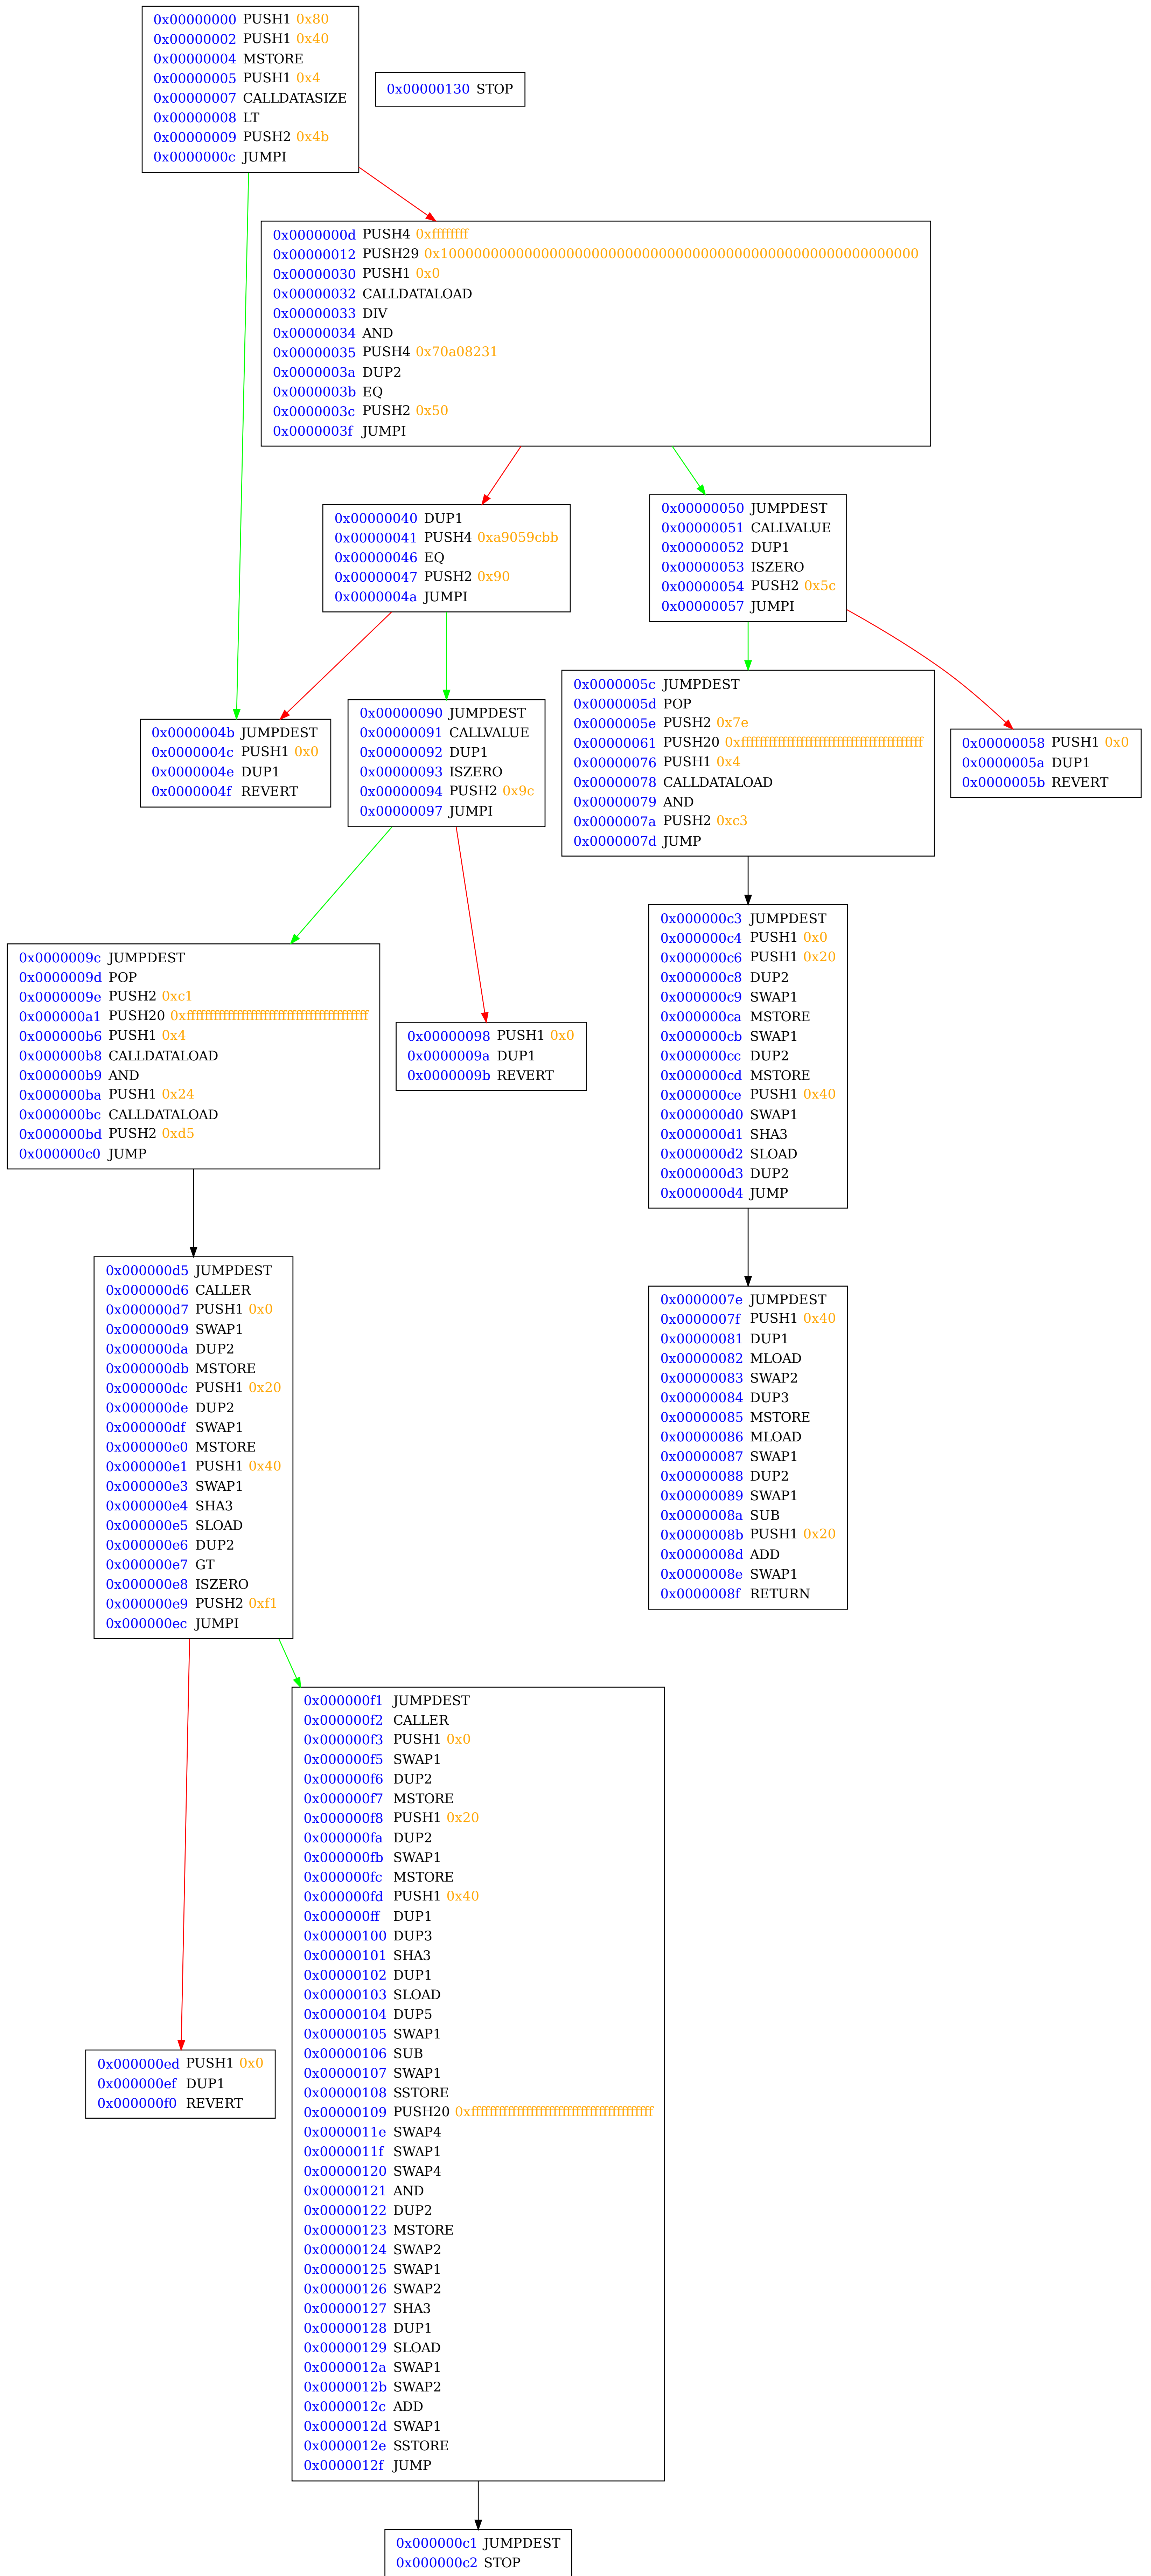 0x00000000 PUSH1 0x80
0x00000002 PUSH1 0x40
0x00000004 MSTORE
0x00000005 PUSH1 0x4
0x00000007 CALLDATASIZE
0x00000008 LT
0x00000009 PUSH2 0x4b
0x0000000c JUMPI
0x00000130 STOP
0x0000000d PUSH4 0xffffffff
0x00000012 PUSH29 0x100000000000000000000000000000000000000000000000000000000
0x00000030 PUSH1 0x0
0x00000032 CALLDATALOAD
0x00000033 DIV
0x00000034 AND
0x00000035 PUSH4 0x70a08231
0x0000003a DUP2
0x0000003b EQ
0x0000003c PUSH2 0x50
0x0000003f JUMPI
0x00000040 DUP1
0x00000041 PUSH4 0xa9059cbb
0x00000046 EQ
0x00000047 PUSH2 0x90
0x0000004a JUMPI
0x00000050 JUMPDEST
0x00000051 CALLVALUE
0x00000052 DUP1
0x00000053 ISZERO
0x00000054 PUSH2 0x5c
0x00000057 JUMPI
0x0000004b JUMPDEST
0x0000004c PUSH1 0x0
0x0000004e DUP1
0x0000004f REVERT
0x00000090 JUMPDEST
0x00000091 CALLVALUE
0x00000092 DUP1
0x00000093 ISZERO
0x00000094 PUSH2 0x9c
0x00000097 JUMPI
0x0000005c JUMPDEST
0x0000005d POP
0x0000005e PUSH2 0x7e
0x00000061 PUSH20 0xffffffffffffffffffffffffffffffffffffffff
0x00000076 PUSH1 0x4
0x00000078 CALLDATALOAD
0x00000079 AND
0x0000007a PUSH2 0xc3
0x0000007d JUMP
0x00000058 PUSH1 0x0
0x0000005a DUP1
0x0000005b REVERT
0x0000009c JUMPDEST
0x0000009d POP
0x0000009e PUSH2 0xc1
0x000000a1 PUSH20 0xffffffffffffffffffffffffffffffffffffffff
0x000000b6 PUSH1 0x4
0x000000b8 CALLDATALOAD
0x000000b9 AND
0x000000ba PUSH1 0x24
0x000000bc CALLDATALOAD
0x000000bd PUSH2 0xd5
0x000000c0 JUMP
0x00000098 PUSH1 0x0
0x0000009a DUP1
0x0000009b REVERT
0x000000c3 JUMPDEST
0x000000c4 PUSH1 0x0
0x000000c6 PUSH1 0x20
0x000000c8 DUP2
0x000000c9 SWAP1
0x000000ca MSTORE
0x000000cb SWAP1
0x000000cc DUP2
0x000000cd MSTORE
0x000000ce PUSH1 0x40
0x000000d0 SWAP1
0x000000d1 SHA3
0x000000d2 SLOAD
0x000000d3 DUP2
0x000000d4 JUMP
0x000000d5 JUMPDEST
0x000000d6 CALLER
0x000000d7 PUSH1 0x0
0x000000d9 SWAP1
0x000000da DUP2
0x000000db MSTORE
0x000000dc PUSH1 0x20
0x000000de DUP2
0x000000df SWAP1
0x000000e0 MSTORE
0x000000e1 PUSH1 0x40
0x000000e3 SWAP1
0x000000e4 SHA3
0x000000e5 SLOAD
0x000000e6 DUP2
0x000000e7 GT
0x000000e8 ISZERO
0x000000e9 PUSH2 0xf1
0x000000ec JUMPI
0x0000007e JUMPDEST
0x0000007f PUSH1 0x40
0x00000081 DUP1
0x00000082 MLOAD
0x00000083 SWAP2
0x00000084 DUP3
0x00000085 MSTORE
0x00000086 MLOAD
0x00000087 SWAP1
0x00000088 DUP2
0x00000089 SWAP1
0x0000008a SUB
0x0000008b PUSH1 0x20
0x0000008d ADD
0x0000008e SWAP1
0x0000008f RETURN
0x000000f1 JUMPDEST
0x000000f2 CALLER
0x000000f3 PUSH1 0x0
0x000000f5 SWAP1
0x000000f6 DUP2
0x000000f7 MSTORE
0x000000f8 PUSH1 0x20
0x000000fa DUP2
0x000000fb SWAP1
0x000000fc MSTORE
0x000000fd PUSH1 0x40
0x000000ff DUP1
0x00000100 DUP3
0x00000101 SHA3
0x00000102 DUP1
0x00000103 SLOAD
0x00000104 DUP5
0x00000105 SWAP1
0x00000106 SUB
0x00000107 SWAP1
0x00000108 SSTORE
0x00000109 PUSH20 0xffffffffffffffffffffffffffffffffffffffff
0x0000011e SWAP4
0x0000011f SWAP1
0x00000120 SWAP4
0x00000121 AND
0x00000122 DUP2
0x00000123 MSTORE
0x00000124 SWAP2
0x00000125 SWAP1
0x00000126 SWAP2
0x00000127 SHA3
0x00000128 DUP1
0x00000129 SLOAD
0x0000012a SWAP1
0x0000012b SWAP2
0x0000012c ADD
0x0000012d SWAP1
0x0000012e SSTORE
0x0000012f JUMP
0x000000ed PUSH1 0x0
0x000000ef DUP1
0x000000f0 REVERT
0x000000c1 JUMPDEST
0x000000c2 STOP